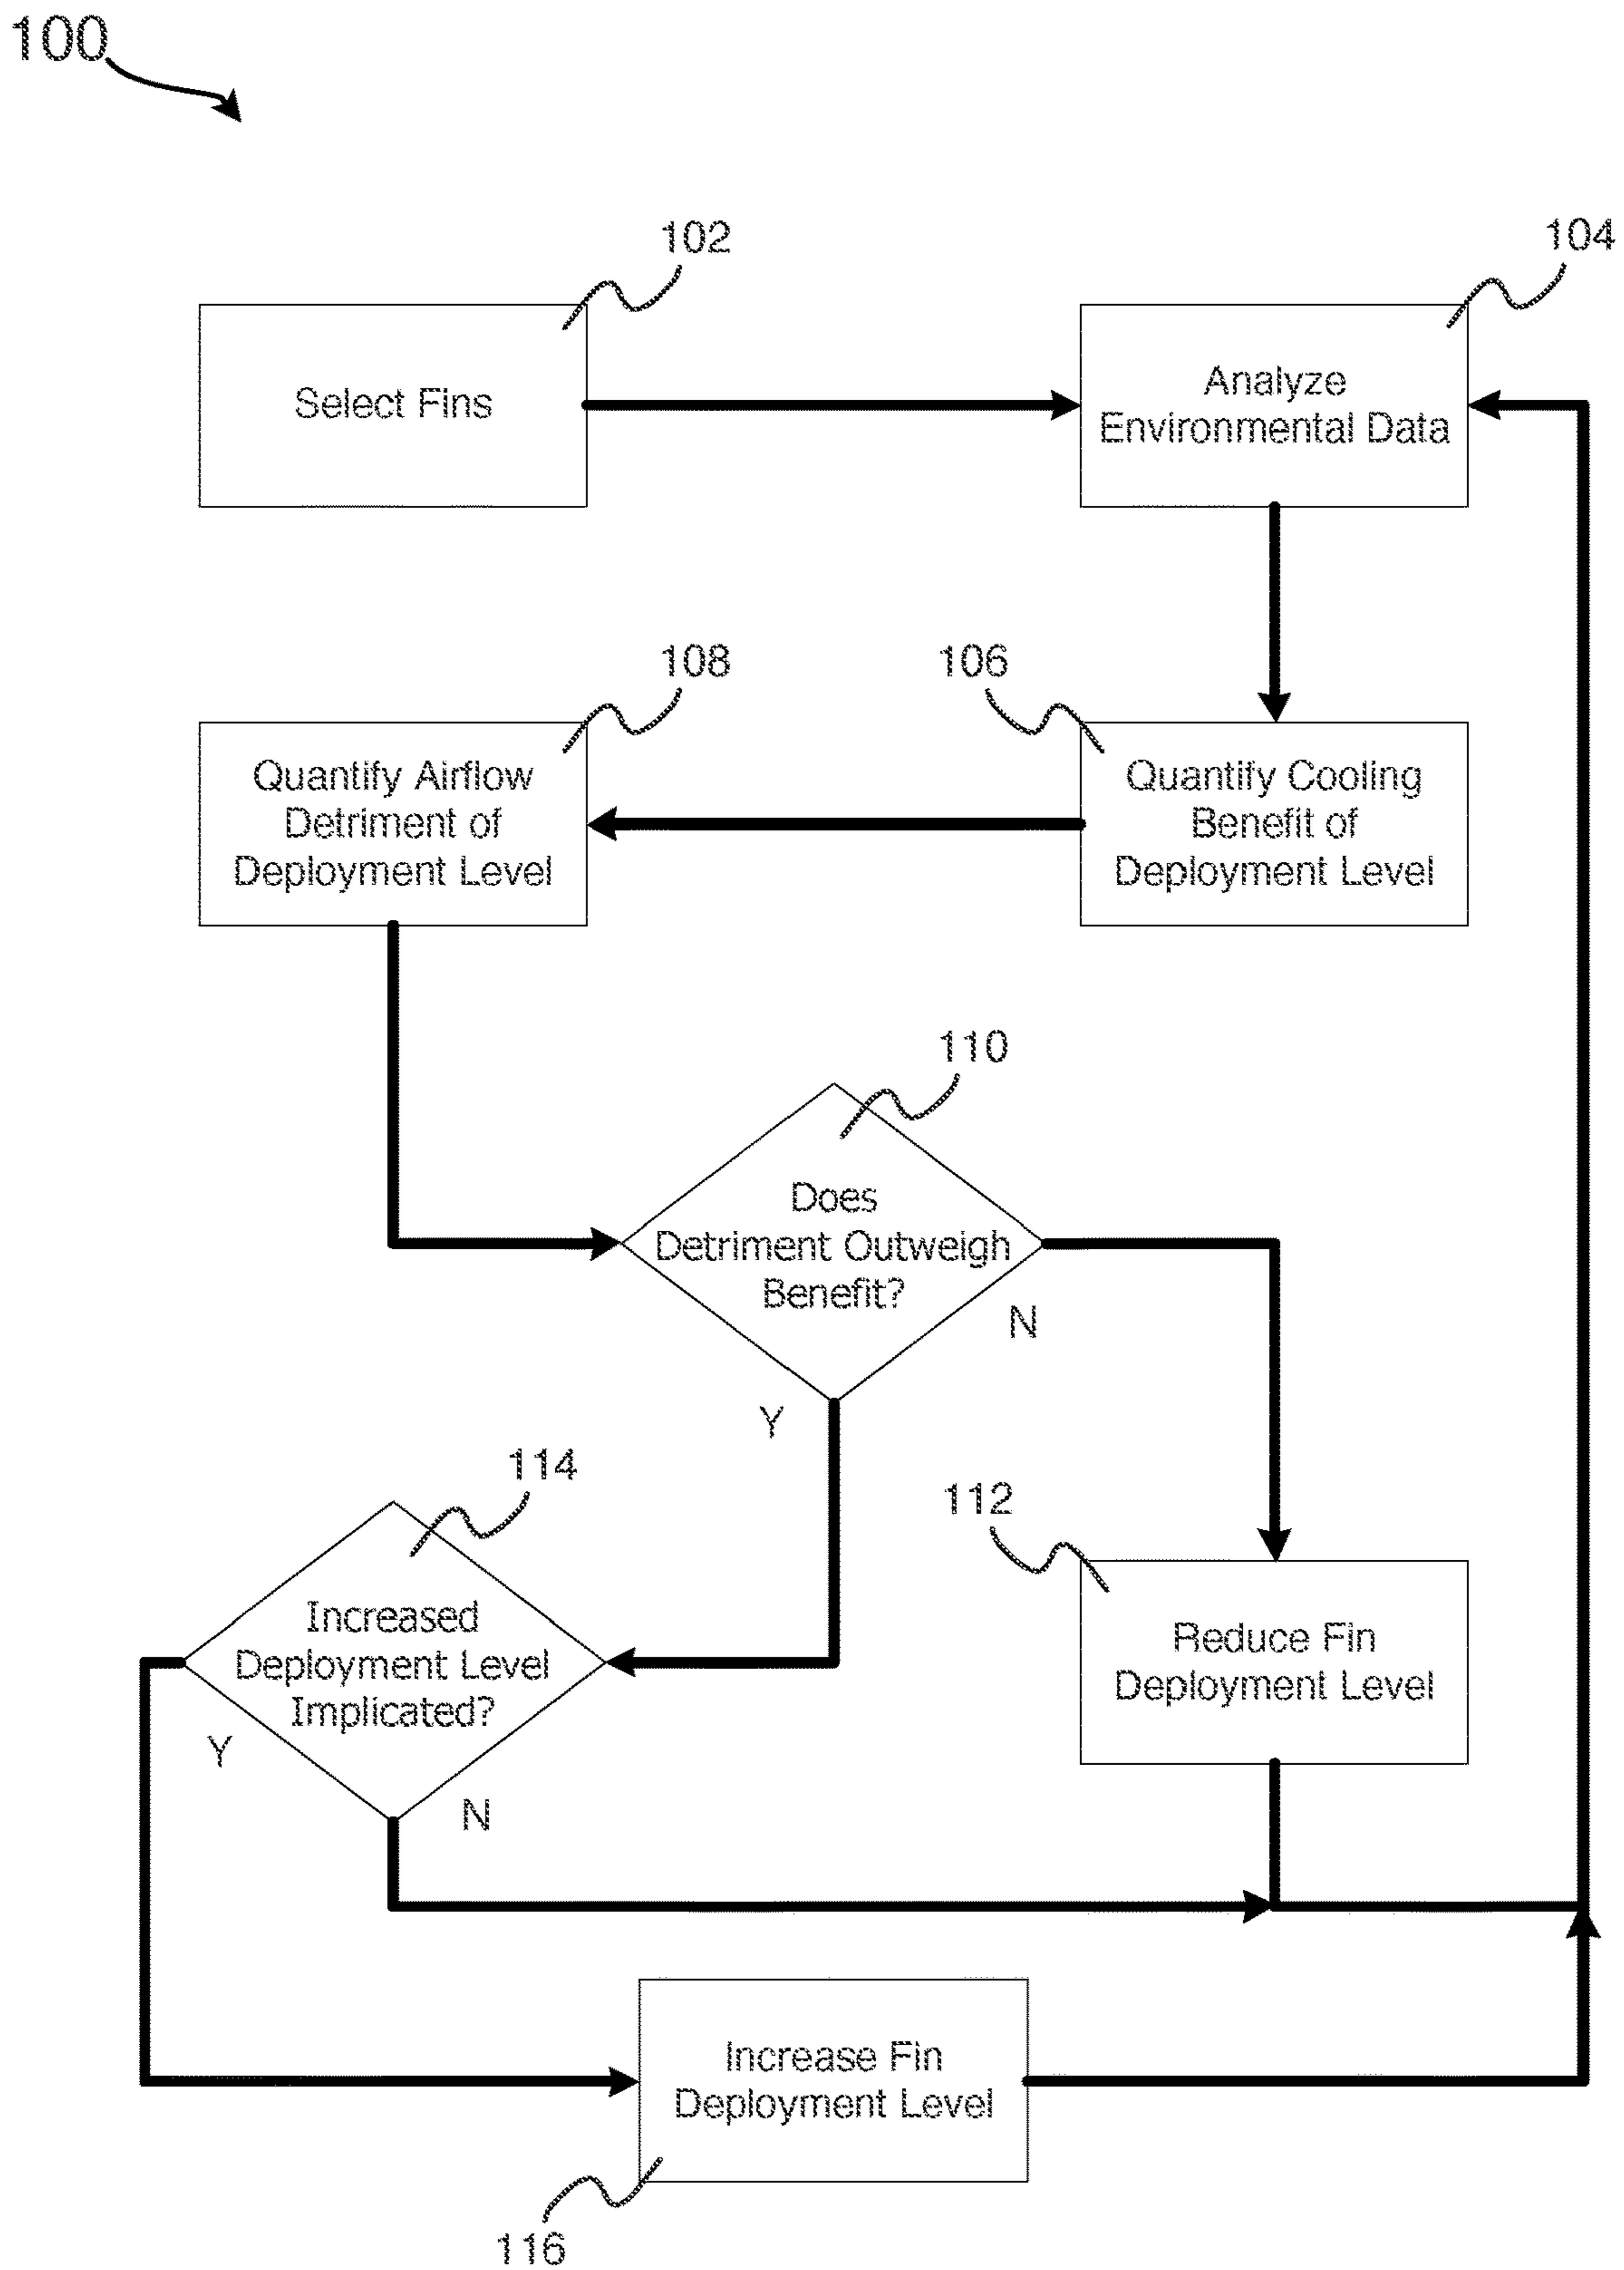 100
102
104
Select Fins
Analyze
Environmental Data
108
106
Quantify Airflow
Detriment of
Deployment Level
Quantify Cooling
Benefit of
Deployment Level
110
Does
Detriment Outweigh
Benefit?
N
Y
114
112
Increased
Deployment Level
Implicated?
Reduce Fin
Deployment Level
Y
N
Increase Fin
Deployment Level
116